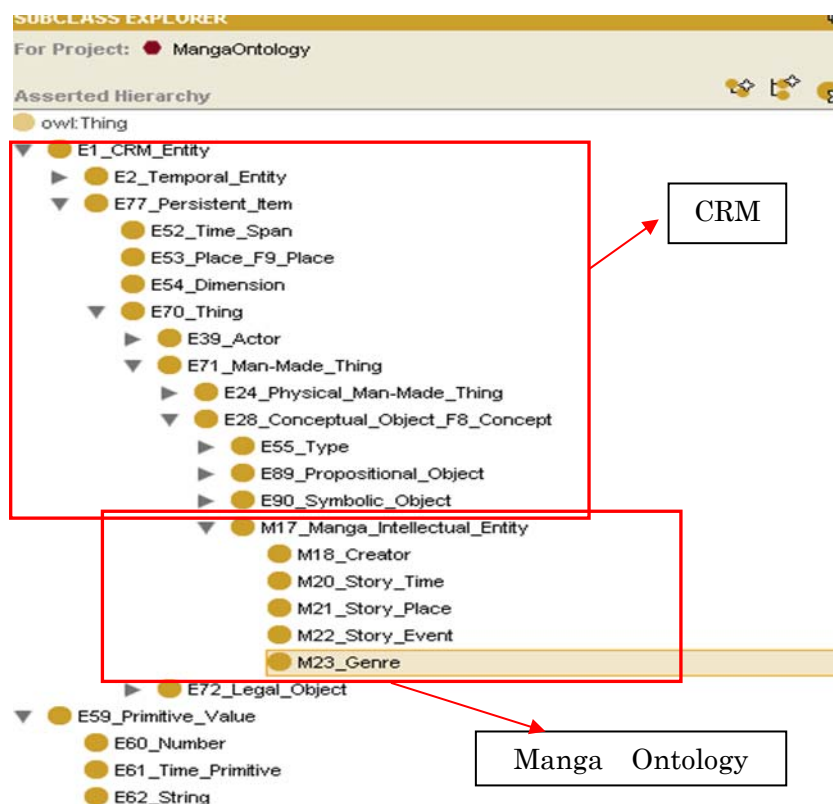 SUBCLASS EXPLORER
For Project: MangaOntology
Asserted Hierarchy
owl:Thing
E1_CRM_Entity
E2_Temporal_Entity
E77_Persistent_Item
CRM
E52_Time_Span
E53_Place_F9_Place
E54_Dimension
E70_Thing
E39_Actor
E71_Man-Made_Thing
E24_Physical_Man-Made_Thing
E28_Conceptual_Object_F8_Concept
E55_Type
E89_Propositional_Object
E90_Symbolic_Object
M17_Manga_Intellectual_Entity
M18_Creator
M20_Story_Time
M21_Story_Place
M22_Story_Event
M23_Genre
E72_Legal_Object
E59_Primitive_Value
E60_Number
Manga Ontology
E61_Time_Primitive
E62_String